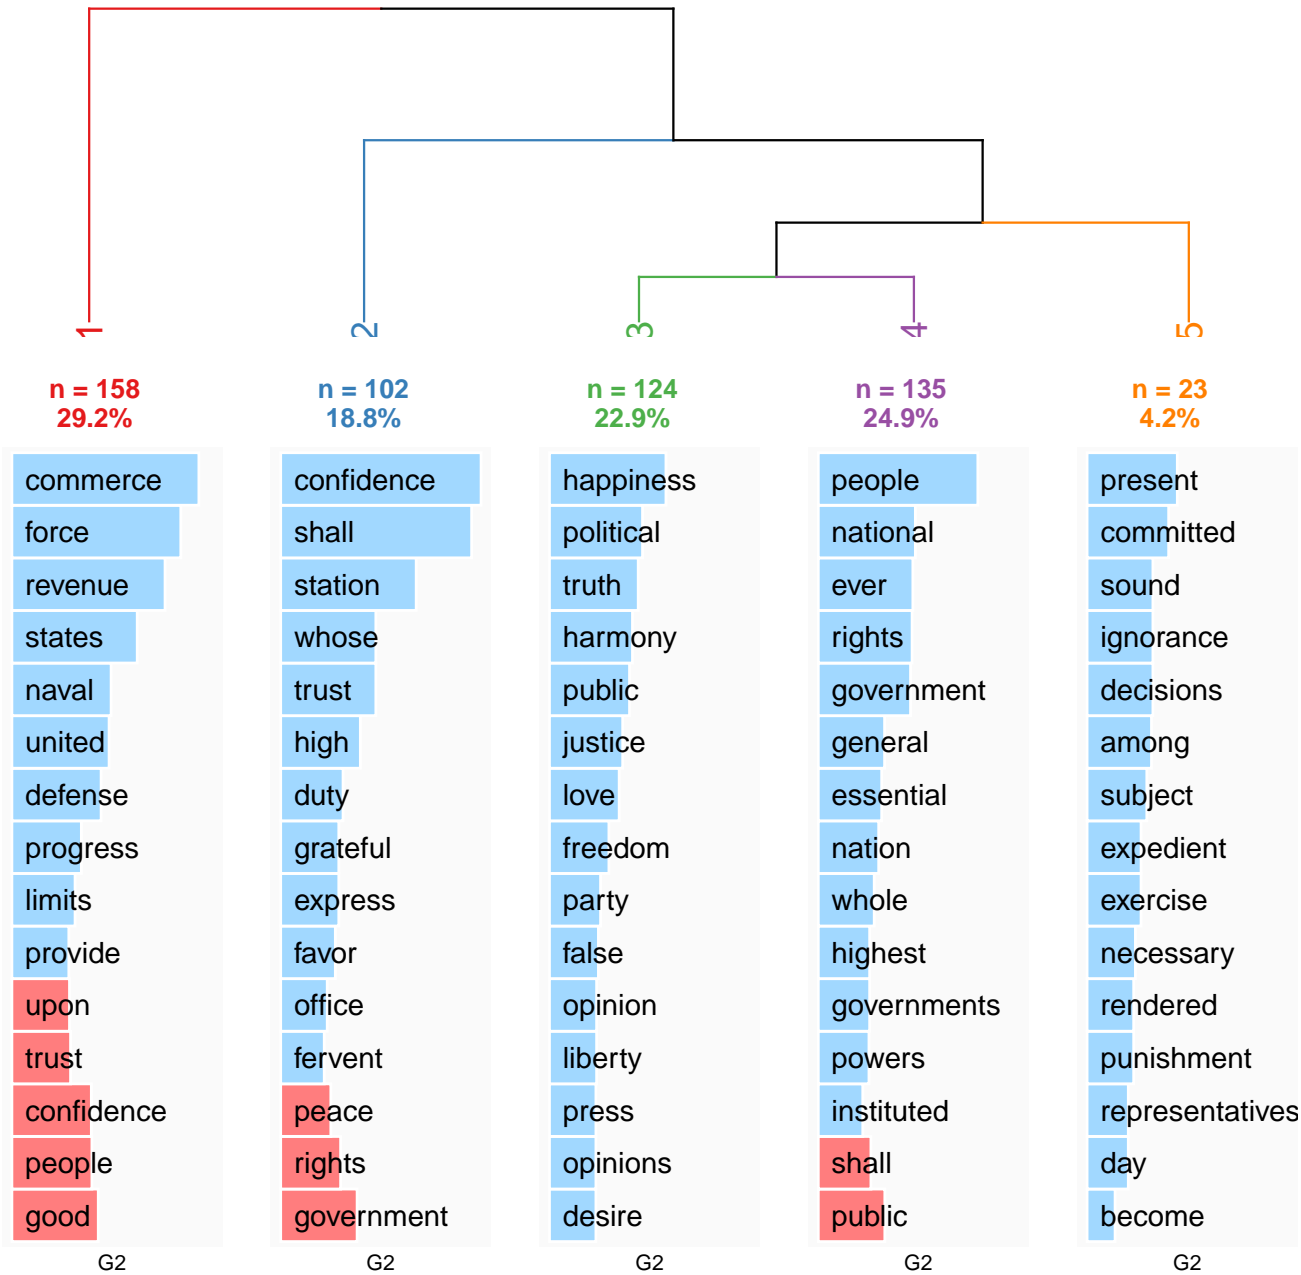 1 2 3 4 5
n = 158 n = 102 n = 124 n = 135 n = 23
29.2% 18.8% 22.9% 24.9% 4.2%
commerce confidence happiness people present
force shall political national committed
revenue station truth ever sound
states whose harmony rights ignorance
naval trust public government decisions
united high justice general among
defense duty love essential subject
progress grateful freedom nation expedient
limits express party whole exercise
provide favor false highest necessary
upon office opinion governments rendered
trust fervent liberty powers punishment
confidence peace press instituted representatives
people rights opinions shall day
good government desire public become
G2 G2 G2 G2 G2